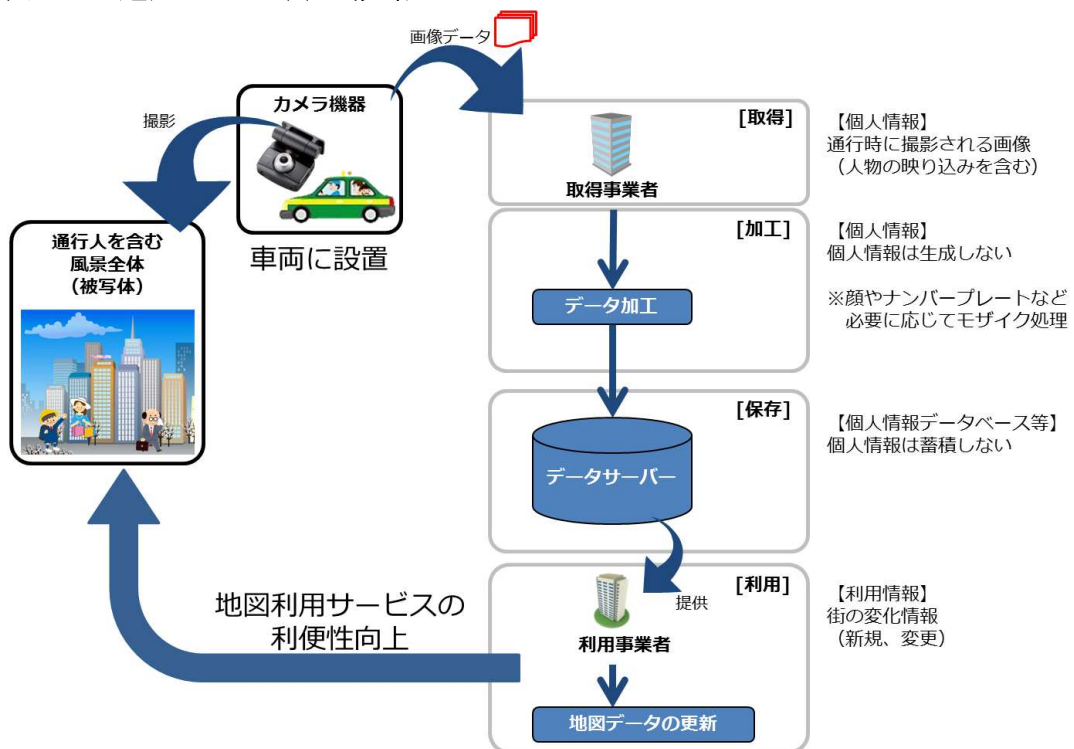 画像データ
カメラ機器
撮影
車両に設置
通行人を含む
風景全体
（被写体）
[取得]
取得事業者
【個人情報】
通行時に撮影される画像
（人物の映り込みを含む）
[加工]
データ加工
【個人情報】
個人情報は生成しない
※顔やナンバープレートなど
必要に応じてモザイク処理
[保存]
データサーバー
【個人情報データベース等】
個人情報は蓄積しない
[利用]
提供
利用事業者
地図データの更新
【利用情報】
街の変化情報
（新規、変更）
地図利用サービスの
利便性向上